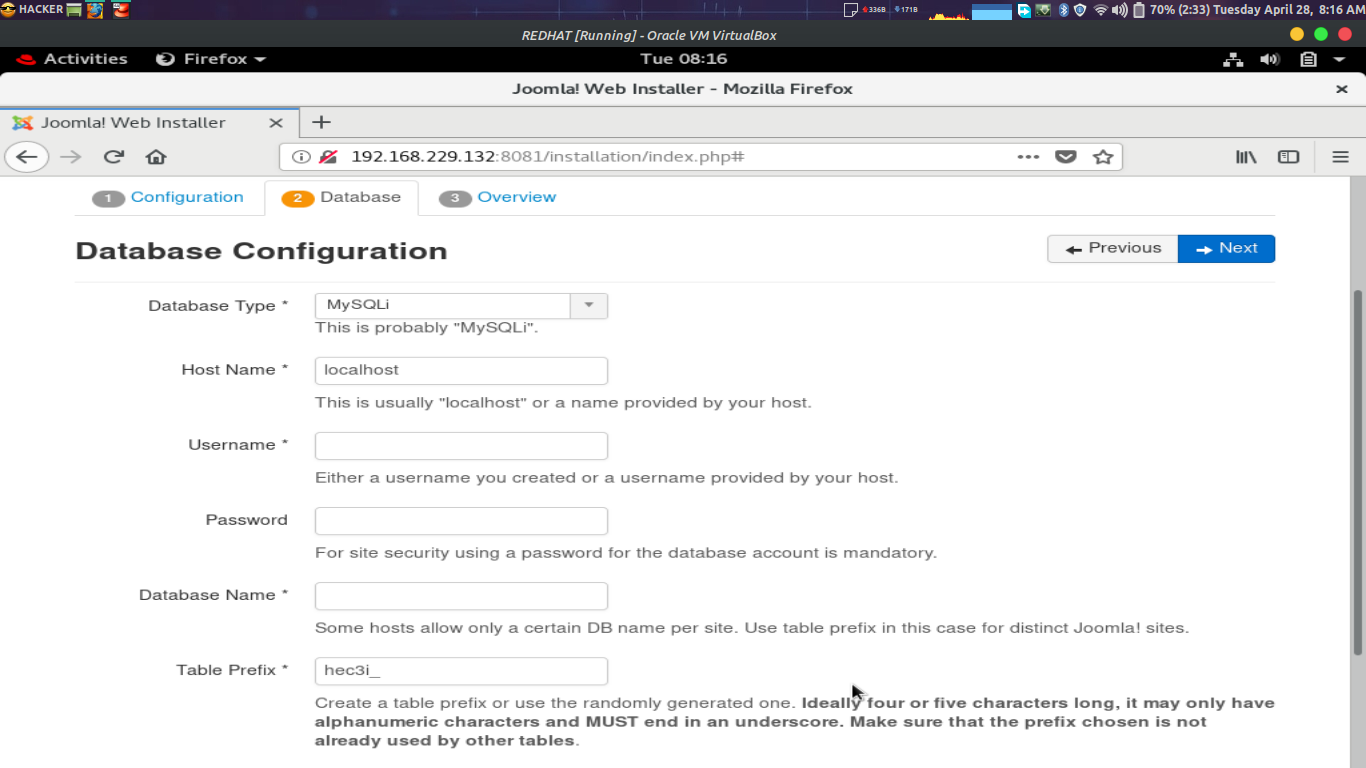 HACKER 336B 171B 70% (2:33) Tuesday April 28, 8:16 AM
REDHAT [Running] - Oracle VM VirtualBox
Activities Firefox Tue 08:16
Joomla! Web Installer - Mozilla Firefox
Joomla! Web Installer
192.168.229.132:8081/installation/index.php#
1 Configuration 2 Database 3 Overview
Database Configuration Previous Next
Database Type * MySQLi
This is probably "MySQLi".
Host Name * localhost
This is usually "localhost" or a name provided by your host.
Username *
Either a username you created or a username provided by your host.
Password
For site security using a password for the database account is mandatory.
Database Name *
Some hosts allow only a certain DB name per site. Use table prefix in this case for distinct Joomla! sites.
Table Prefix * hec3i_
Create a table prefix or use the randomly generated one. Ideally four or five characters long, it may only have
alphanumeric characters and MUST end in an underscore. Make sure that the prefix chosen is not
already used by other tables.